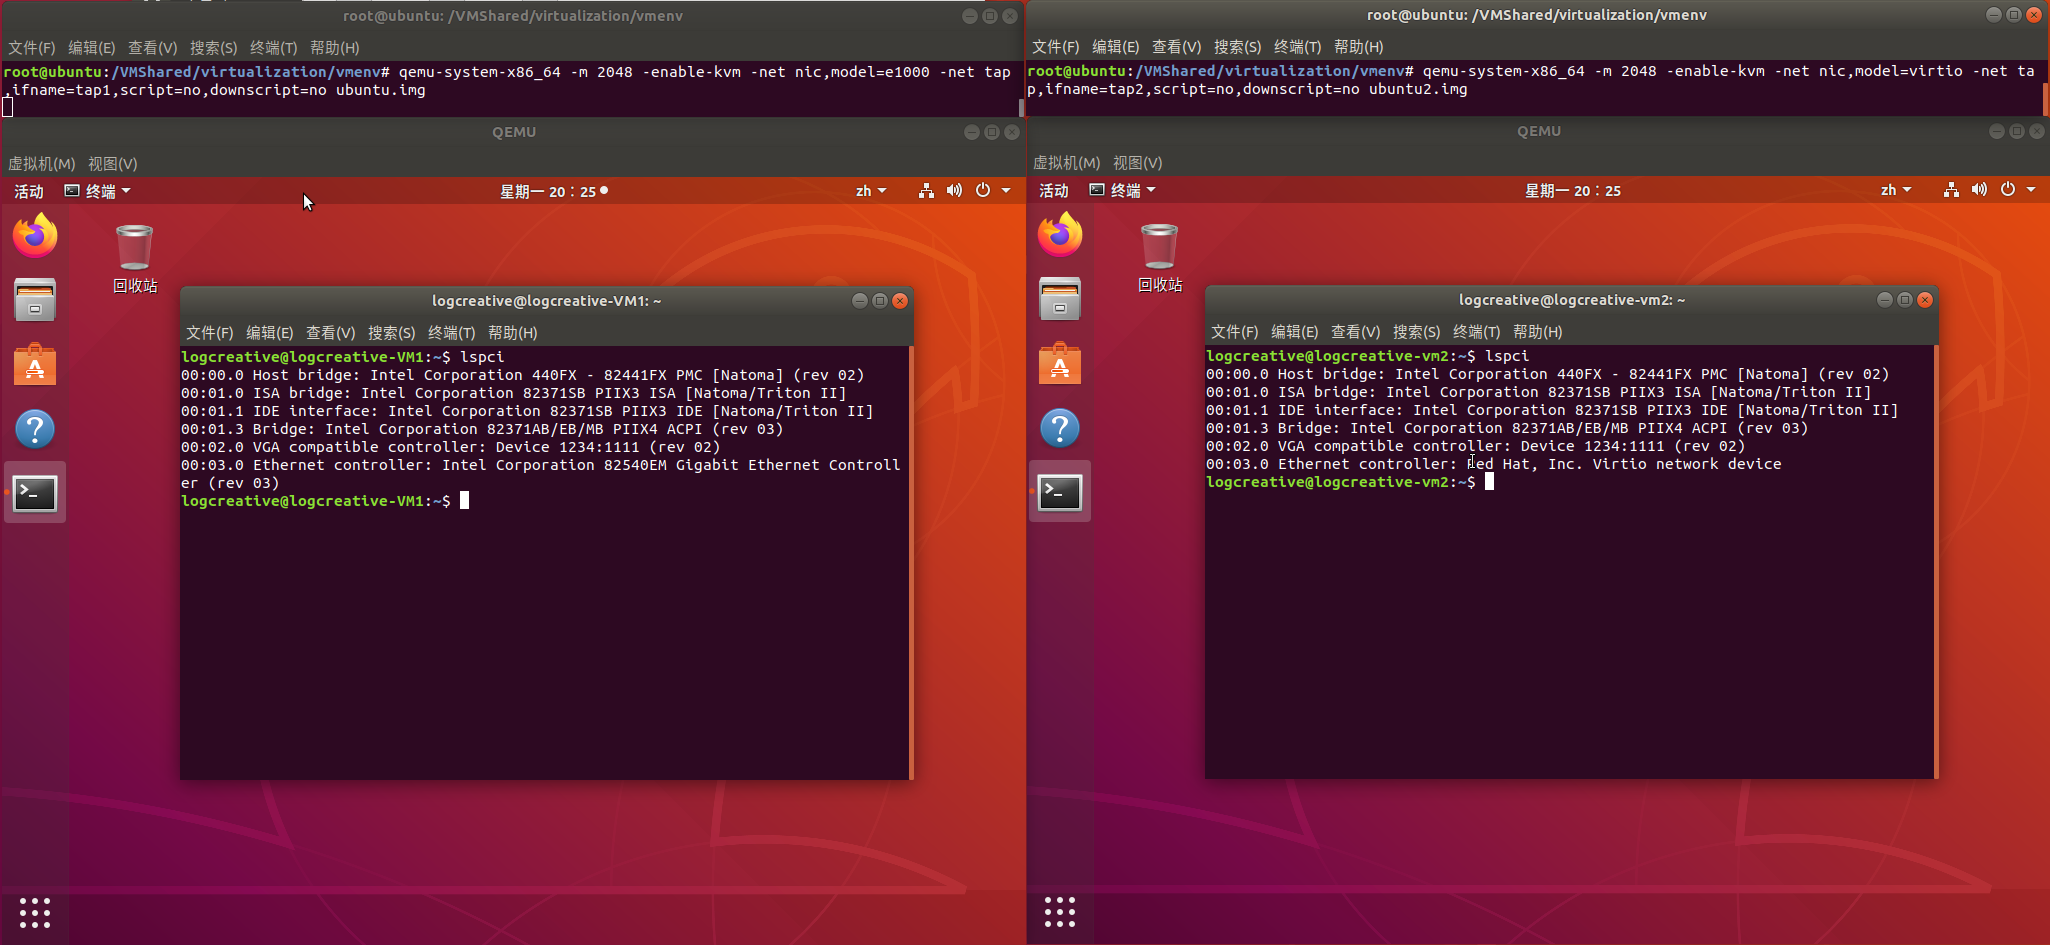 root@ubuntu: /VMShared/virtualization/vmenv
文件(F) 编辑(E) 查看(V) 搜索(S) 终端(T) 帮助(H)
root@ubuntu:/VMShared/virtualization/vmenv# qemu-system-x86_64 -m 2048 -enable-kvm -net nic,model=e1000 -net tap
,ifname=tap1,script=no,downscript=no ubuntu.img
QEMU
虚拟机(M) 视图(V)
活动 终端 星期一 20：25 zh
回收站
logcreative@logcreative-VM1: ~
文件(F) 编辑(E) 查看(V) 搜索(S) 终端(T) 帮助(H)
logcreative@logcreative-VM1:~$ lspci
00:00.0 Host bridge: Intel Corporation 440FX - 82441FX PMC [Natoma] (rev 02)
00:01.0 ISA bridge: Intel Corporation 82371SB PIIX3 ISA [Natoma/Triton II]
00:01.1 IDE interface: Intel Corporation 82371SB PIIX3 IDE [Natoma/Triton II]
00:01.3 Bridge: Intel Corporation 82371AB/EB/MB PIIX4 ACPI (rev 03)
00:02.0 VGA compatible controller: Device 1234:1111 (rev 02)
00:03.0 Ethernet controller: Intel Corporation 82540EM Gigabit Ethernet Controll
er (rev 03)
logcreative@logcreative-VM1:~$
root@ubuntu: /VMShared/virtualization/vmenv
文件(F) 编辑(E) 查看(V) 搜索(S) 终端(T) 帮助(H)
root@ubuntu:/VMShared/virtualization/vmenv# qemu-system-x86_64 -m 2048 -enable-kvm -net nic,model=virtio -net ta
p,ifname=tap2,script=no,downscript=no ubuntu2.img
QEMU
虚拟机(M) 视图(V)
活动 终端 星期一 20：25 zh
回收站
logcreative@logcreative-vm2: ~
文件(F) 编辑(E) 查看(V) 搜索(S) 终端(T) 帮助(H)
logcreative@logcreative-vm2:~$ lspci
00:00.0 Host bridge: Intel Corporation 440FX - 82441FX PMC [Natoma] (rev 02)
00:01.0 ISA bridge: Intel Corporation 82371SB PIIX3 ISA [Natoma/Triton II]
00:01.1 IDE interface: Intel Corporation 82371SB PIIX3 IDE [Natoma/Triton II]
00:01.3 Bridge: Intel Corporation 82371AB/EB/MB PIIX4 ACPI (rev 03)
00:02.0 VGA compatible controller: Device 1234:1111 (rev 02)
00:03.0 Ethernet controller: Red Hat, Inc. Virtio network device
logcreative@logcreative-vm2:~$